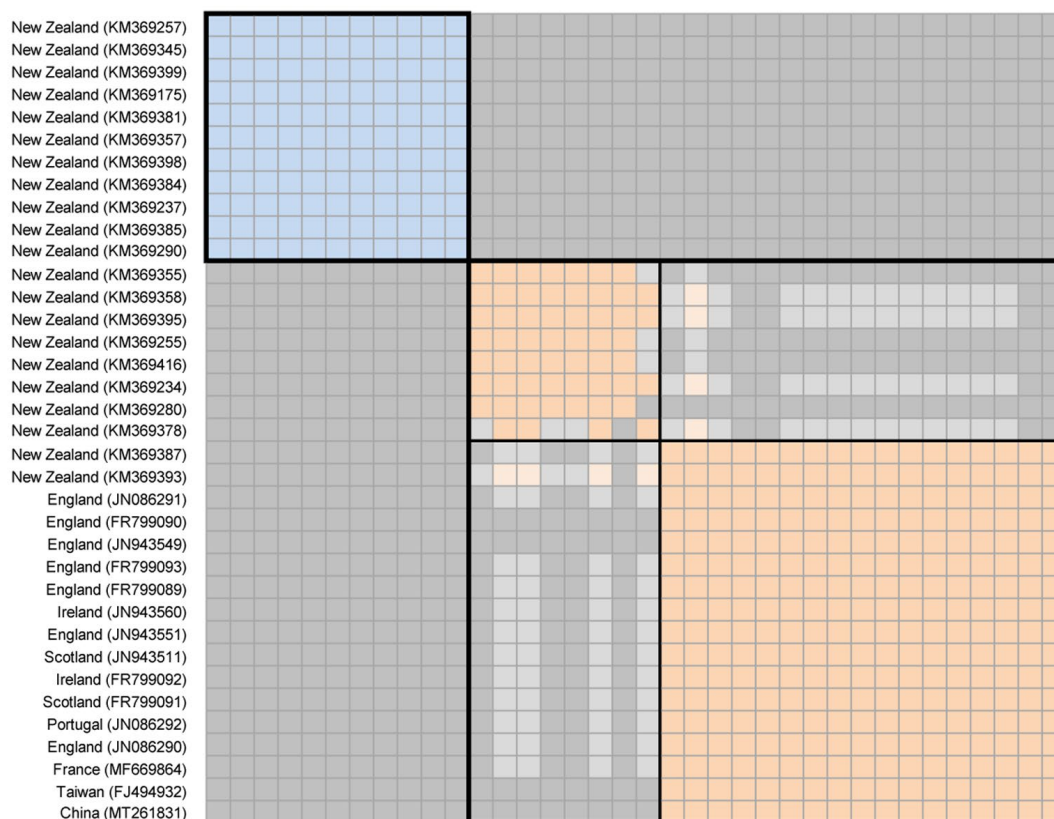 New Zealand (KM369257)
New Zealand (KM369345)
New Zealand (KM369399)
New Zealand (KM369175)
New Zealand (KM369381)
New Zealand (KM369357)
New Zealand (KM369398)
New Zealand (KM369384)
New Zealand (KM369237)
New Zealand (KM369385)
New Zealand (KM369290)
New Zealand (KM369355)
New Zealand (KM369358)
New Zealand (KM369395)
New Zealand (KM369255)
New Zealand (KM369416)
New Zealand (KM369234)
New Zealand (KM369280)
New Zealand (KM369378)
New Zealand (KM369387)
New Zealand (KM369393)
England (JN086291)
England (FR799090)
England (JN943549)
England (FR799093)
England (FR799089)
Ireland (JN943560)
England (JN943551)
Scotland (JN943511)
Ireland (FR799092)
Scotland (FR799091)
Portugal (JN086292)
England (JN086290)
France (MF669864)
Taiwan (FJ494932)
China (MT261831)